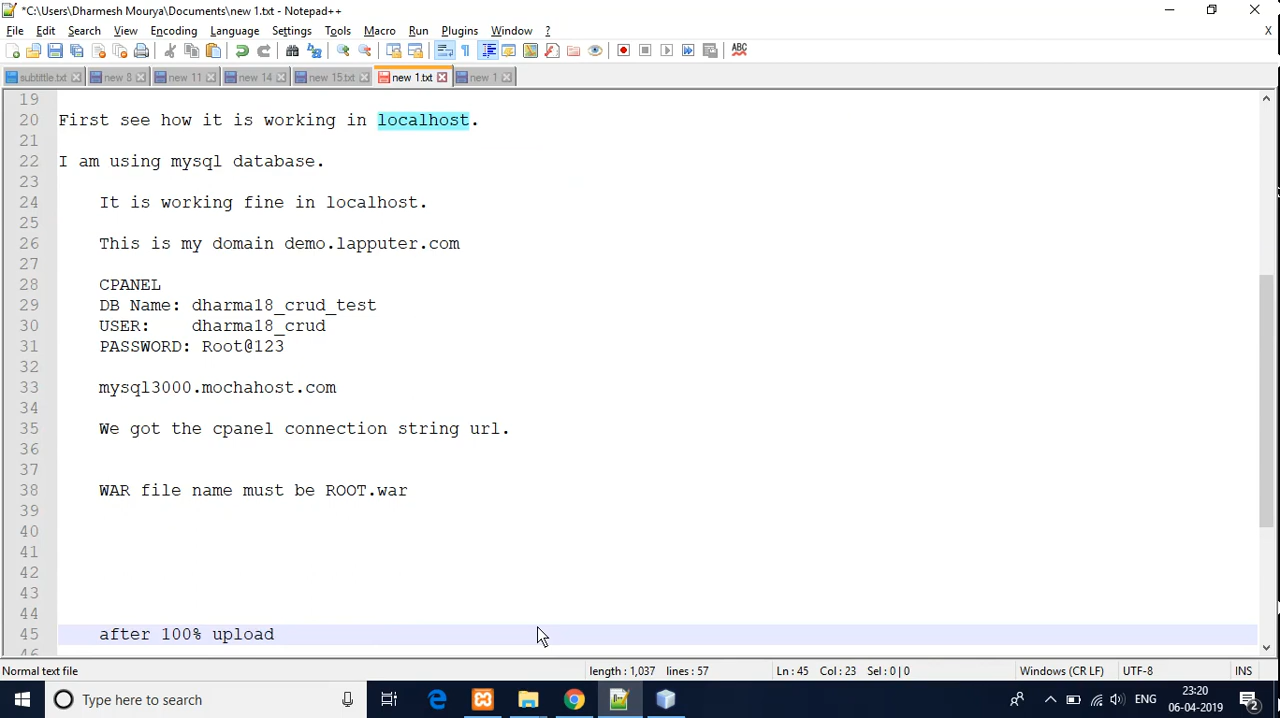 *C:\Users\Dharmesh Mourya\Documents\new 1.txt - Notepad++
File Edit Search View Encoding Language Settings Tools Macro Run Plugins Window ? X
subtittle.txt new 8 new 11 new 14 new 15.txt new 1.txt new 1
19
20 First see how it is working in localhost.
21
22 I am using mysql database.
23
24 It is working fine in localhost.
25
26 This is my domain demo.lapputer.com
27
28 CPANEL
29 DB Name: dharma18_crud_test
30 USER: dharma18_crud
31 PASSWORD: Root@123
32
33 mysql3000.mochahost.com
34
35 We got the cpanel connection string url.
36
37
38 WAR file name must be ROOT.war
39
40
41
42
43
44
45 after 100% upload
46
Normal text file length : 1,037 lines : 57 Ln : 45 Col : 23 Sel : 0 | 0 Windows (CR LF) UTF-8 INS
Type here to search ENG 23:20
06-04-2019 2